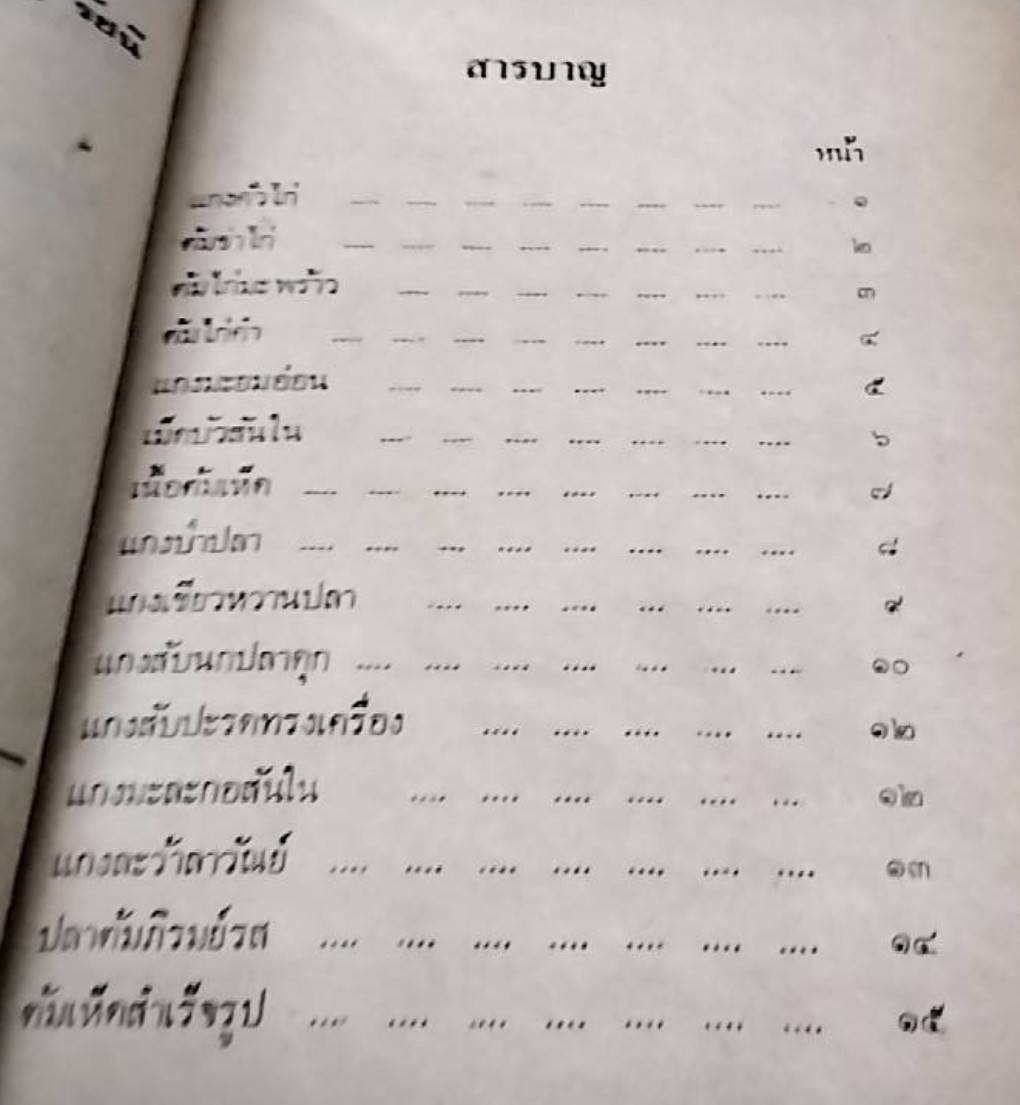 รัชนี
สารบาญ
หน้า
แกงคั่วไก่ .... .... .... .... .... .... .... .... ๑
ต้มข่าไก่ .... .... .... .... .... .... .... .... ๒
ต้มไก่มะพร้าว .... .... .... .... .... .... .... ๓
ต้มไก่ดำ .... .... .... .... .... .... .... .... ๔
แกงมะยมอ่อน .... .... .... .... .... .... .... ๕
เม็ดบัวสันใน .... .... .... .... .... .... .... ๖
เนื้อต้มเห็ด .... .... .... .... .... .... .... .... ๗
แกงบ่าปลา .... .... ... .... .... .... .... .... ๘
แกงเขียวหวานปลา .... .... .... ... .... .... ๙
แกงสับนกปลาดุก .... .... .... .... .... .... .... ๑๐
แกงสับปะรดทรงเครื่อง .... .... .... .... .... ๑๒
แกงมะละกอสันใน .... .... .... .... .... ... ๑๒
แกงละว้าลาวัณย์ .... .... .... .... .... .... .... ๑๓
ปลาต้มภิรมย์รส .... .... .... .... .... .... .... ๑๔
ต้มเห็ดสำเร็จรูป .... .... .... .... .... .... .... ๑๕